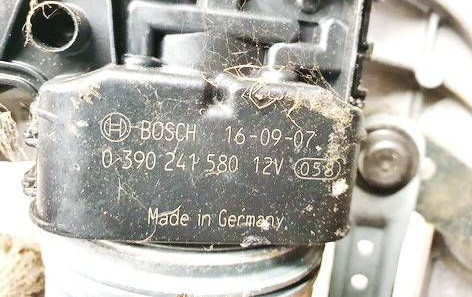 BOSCH 16-09-07
0 390 241 580 12V 058
Made in Germany